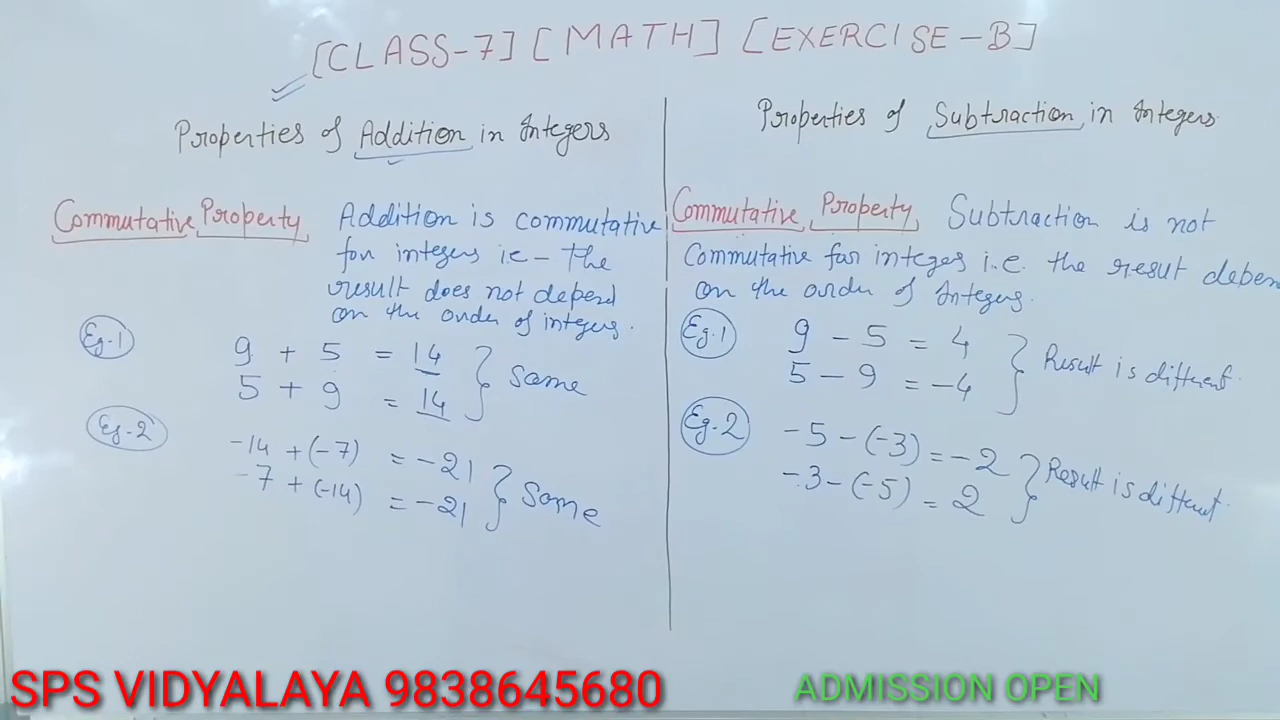 [CLASS-7] [MATH] [EXERCISE-B]
Properties of Addition in Integers
Commutative Property Addition is commutative
for integers i.e - The
result does not depend
on the order of integers.
Eg.1
9 + 5 = 14
5 + 9 = 14
} Same
Eg-2
-14 + (-7) = -21
-7 + (-14) = -21
} Same
Properties of Subtraction in Integers
Commutative Property Subtraction is not
Commutative for integes i.e. the result depen
on the order of Integers.
Eg.1
9 - 5 = 4
5 - 9 = -4
} Result is different.
Eg.2
-5 - (-3) = -2
-3 - (-5) = 2
} Result is different.
SPS VIDYALAYA 9838645680
ADMISSION OPEN